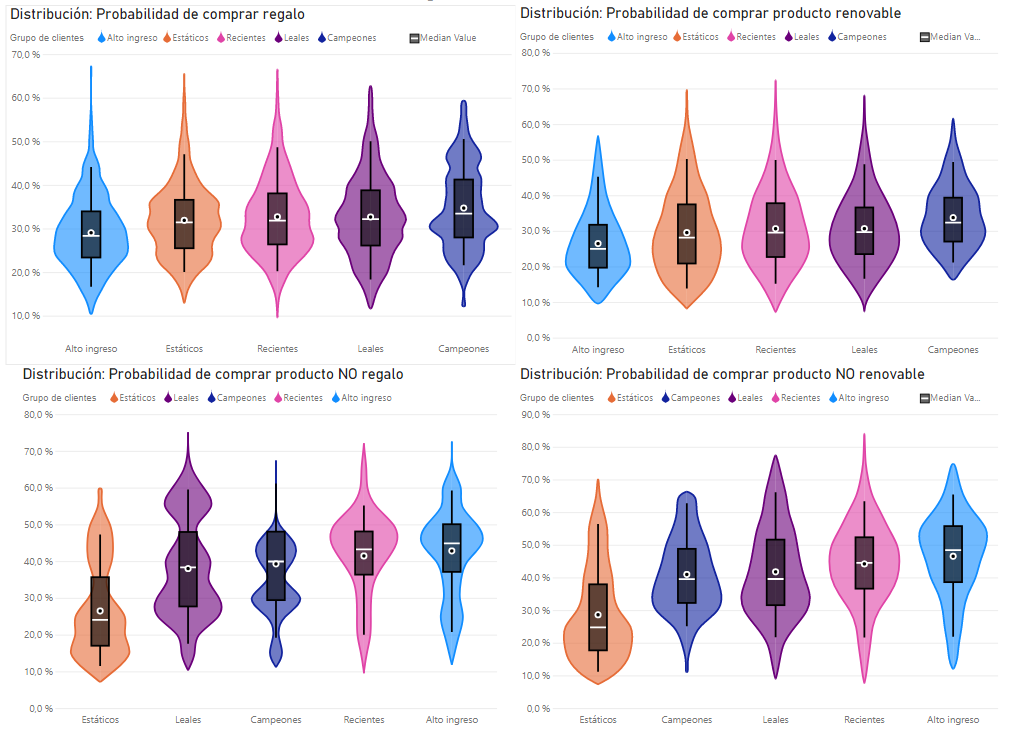 Distribución: Probabilidad de comprar regalo
Grupo de clientes Alto ingreso Estáticos Recientes Leales Campeones Median Value
70,0 %
60,0 %
50,0 %
40,0 %
30,0 %
20,0 %
10,0 %
Alto ingreso Estáticos Recientes Leales Campeones
Distribución: Probabilidad de comprar producto renovable
Grupo de clientes Alto ingreso Estáticos Recientes Leales Campeones Median Va...
80,0 %
70,0 %
60,0 %
50,0 %
40,0 %
30,0 %
20,0 %
10,0 %
0,0 %
Alto ingreso Estáticos Recientes Leales Campeones
Distribución: Probabilidad de comprar producto NO regalo
Grupo de clientes Estáticos Leales Campeones Recientes Alto ingreso
80,0 %
70,0 %
60,0 %
50,0 %
40,0 %
30,0 %
20,0 %
10,0 %
0,0 %
Estáticos Leales Campeones Recientes Alto ingreso
Distribución: Probabilidad de comprar producto NO renovable
Grupo de clientes Estáticos Campeones Leales Recientes Alto ingreso Median Va...
90,0 %
80,0 %
70,0 %
60,0 %
50,0 %
40,0 %
30,0 %
20,0 %
10,0 %
0,0 %
Estáticos Campeones Leales Recientes Alto ingreso